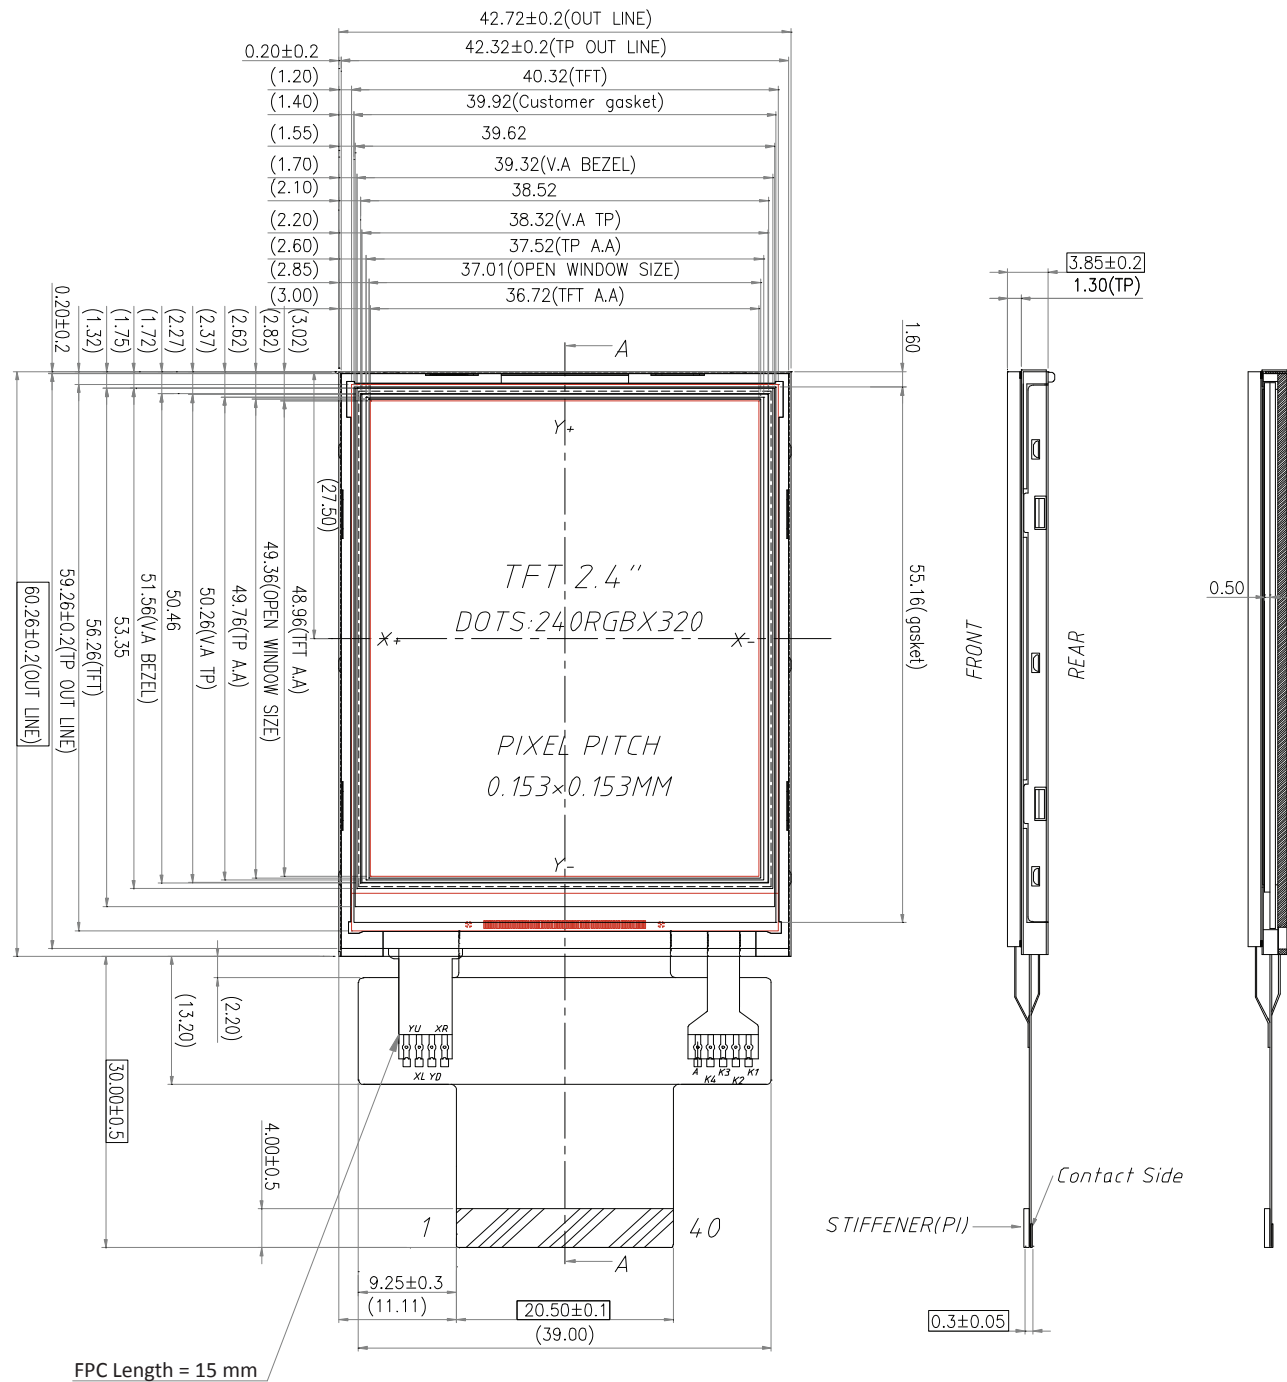 42.72±0.2(OUT LINE)
0.20±0.2
42.32±0.2(TP OUT LINE)
(1.20)
40.32(TFT)
(1.40)
39.92(Customer gasket)
(1.55)
39.62
(1.70)
39.32(V.A BEZEL)
(2.10)
38.52
(2.20)
38.32(V.A TP)
(2.60)
37.52(TP A.A)
(2.85)
37.01(OPEN WINDOW SIZE)
(3.00)
36.72(TFT A.A)
3.85±0.2
1.30(TP)
0.20±0.2
(1.32)
(1.75)
(1.72)
(2.27)
(2.37)
(2.62)
(2.82)
(3.02)
1.60
A
Y+
(27.50)
TFT 2.4"
DOTS:240RGBX320
X+
X-
PIXEL PITCH
0.153×0.153MM
Y-
60.26±0.2(OUT LINE)
59.26±0.2(TP OUT LINE)
56.26(TFT)
53.35
51.56(V.A BEZEL)
50.46
50.26(V.A TP)
49.76(TP A.A)
49.36(OPEN WINDOW SIZE)
48.96(TFT A.A)
55.16(gasket)
FRONT
REAR
0.50
(2.20)
(13.20)
30.00±0.5
4.00±0.5
YU XR
XL YD
A K3 K1
K4 K2
1
40
A
Contact Side
STIFFENER(PI)
9.25±0.3
(11.11)
20.50±0.1
(39.00)
0.3±0.05
FPC Length = 15 mm